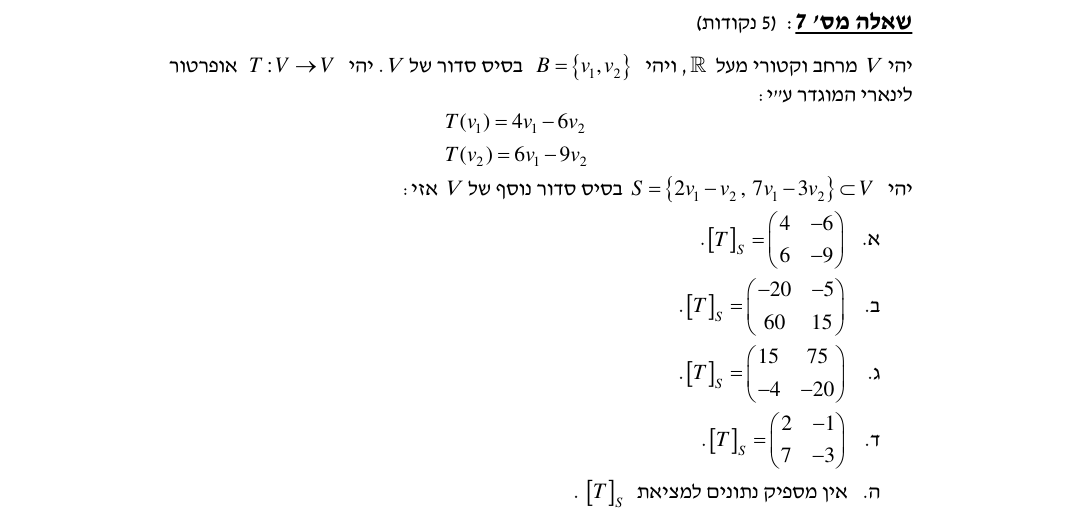 שאלה מס' 7 : (5 נקודות)
יהי V מרחב וקטורי מעל ℝ, ויהי B = {v₁, v₂} בסיס סדור של V. יהי T : V → V אופרטור
לינארי המוגדר ע"י:
T(v₁) = 4v₁ − 6v₂
T(v₂) = 6v₁ − 9v₂
יהי S = {2v₁ − v₂ , 7v₁ − 3v₂} ⊂ V בסיס סדור נוסף של V אזי:
א. [T]_S = (4 −6
6 −9).
ב. [T]_S = (−20 −5
60 15).
ג. [T]_S = (15 75
−4 −20).
ד. [T]_S = (2 −1
7 −3).
ה. אין מספיק נתונים למציאת [T]_S .